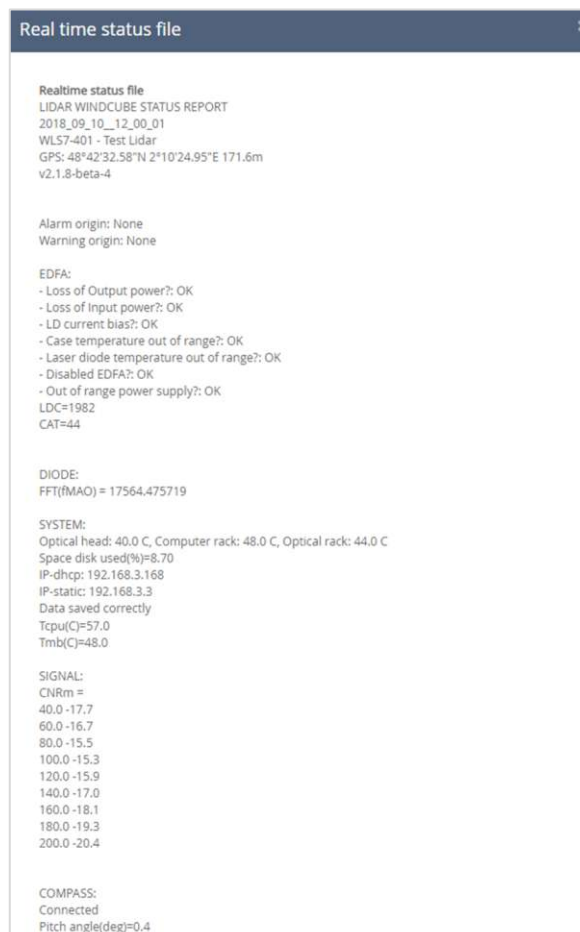 Real time status file
Realtime status file
LIDAR WINDCUBE STATUS REPORT
2018_09_10__12_00_01
WLS7-401 - Test Lidar
GPS: 48°42'32.58"N 2°10'24.95"E 171.6m
v2.1.8-beta-4
Alarm origin: None
Warning origin: None
EDFA:
- Loss of Output power?: OK
- Loss of Input power?: OK
- LD current bias?: OK
- Case temperature out of range?: OK
- Laser diode temperature out of range?: OK
- Disabled EDFA?: OK
- Out of range power supply?: OK
LDC=1982
CAT=44
DIODE:
FFT(fMAO) = 17564.475719
SYSTEM:
Optical head: 40.0 C, Computer rack: 48.0 C, Optical rack: 44.0 C
Space disk used(%)=8.70
IP-dhcp: 192.168.3.168
IP-static: 192.168.3.3
Data saved correctly
Tcpu(C)=57.0
Tmb(C)=48.0
SIGNAL:
CNRm =
40.0 -17.7
60.0 -16.7
80.0 -15.5
100.0 -15.3
120.0 -15.9
140.0 -17.0
160.0 -18.1
180.0 -19.3
200.0 -20.4
COMPASS:
Connected
Pitch angle(deg)=0.4